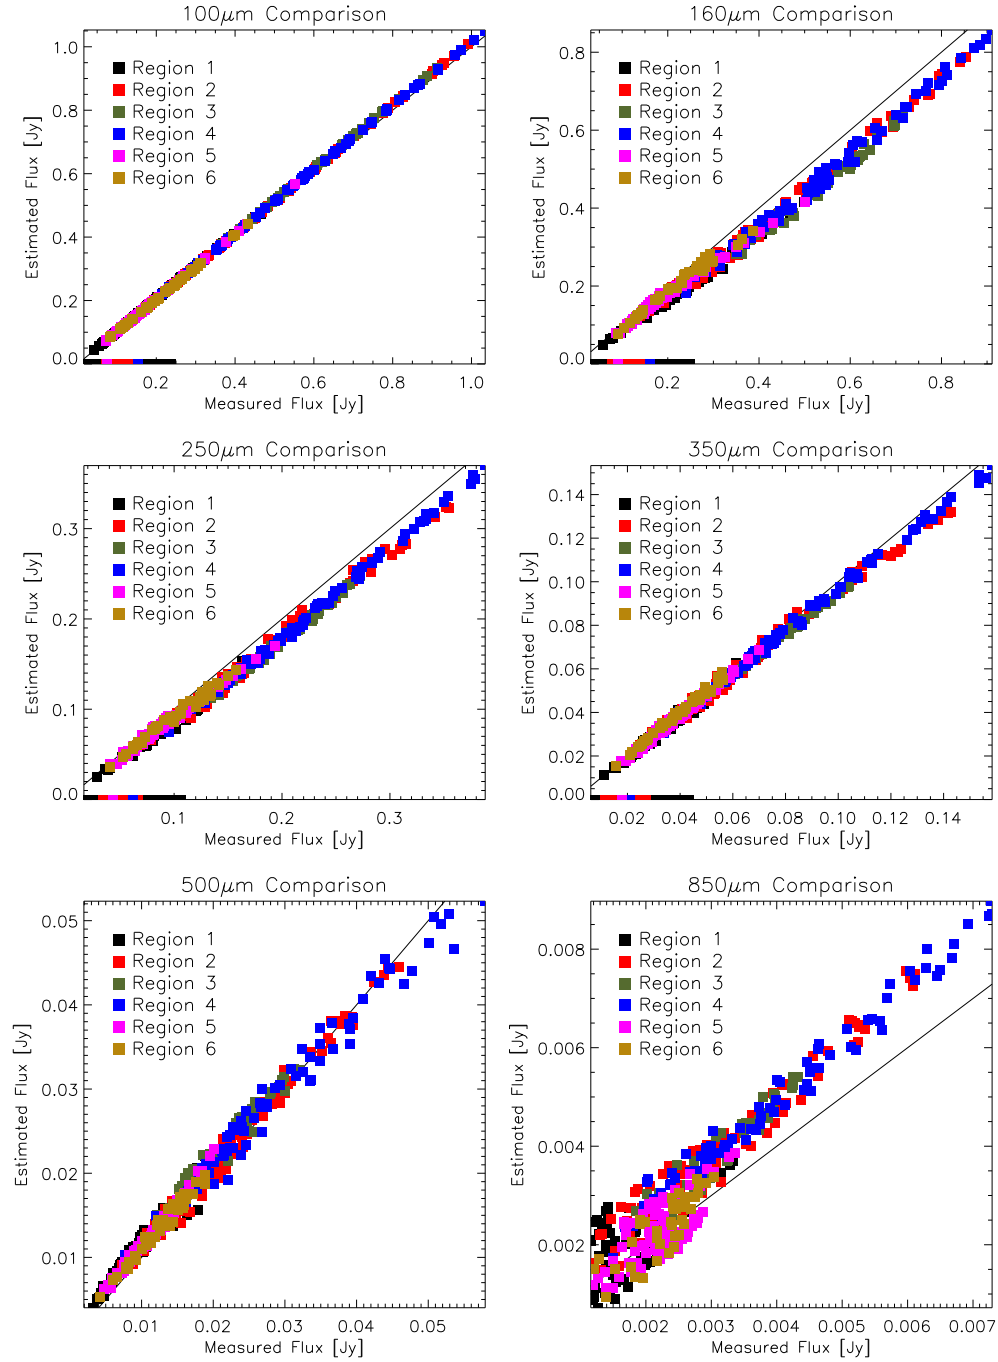 100μm Comparison
Estimated Flux [Jy]
1.0
0.8
0.6
0.4
0.2
0.0
Region 1
Region 2
Region 3
Region 4
Region 5
Region 6
0.2 0.4 0.6 0.8 1.0
Measured Flux [Jy]
160μm Comparison
Estimated Flux [Jy]
0.8
0.6
0.4
0.2
0.0
Region 1
Region 2
Region 3
Region 4
Region 5
Region 6
0.2 0.4 0.6 0.8
Measured Flux [Jy]
250μm Comparison
Estimated Flux [Jy]
0.3
0.2
0.1
0.0
Region 1
Region 2
Region 3
Region 4
Region 5
Region 6
0.1 0.2 0.3
Measured Flux [Jy]
350μm Comparison
Estimated Flux [Jy]
0.14
0.12
0.10
0.08
0.06
0.04
0.02
0.00
Region 1
Region 2
Region 3
Region 4
Region 5
Region 6
0.02 0.04 0.06 0.08 0.10 0.12 0.14
Measured Flux [Jy]
500μm Comparison
Estimated Flux [Jy]
0.05
0.04
0.03
0.02
0.01
Region 1
Region 2
Region 3
Region 4
Region 5
Region 6
0.01 0.02 0.03 0.04 0.05
Measured Flux [Jy]
850μm Comparison
Estimated Flux [Jy]
0.008
0.006
0.004
0.002
Region 1
Region 2
Region 3
Region 4
Region 5
Region 6
0.002 0.003 0.004 0.005 0.006 0.007
Measured Flux [Jy]